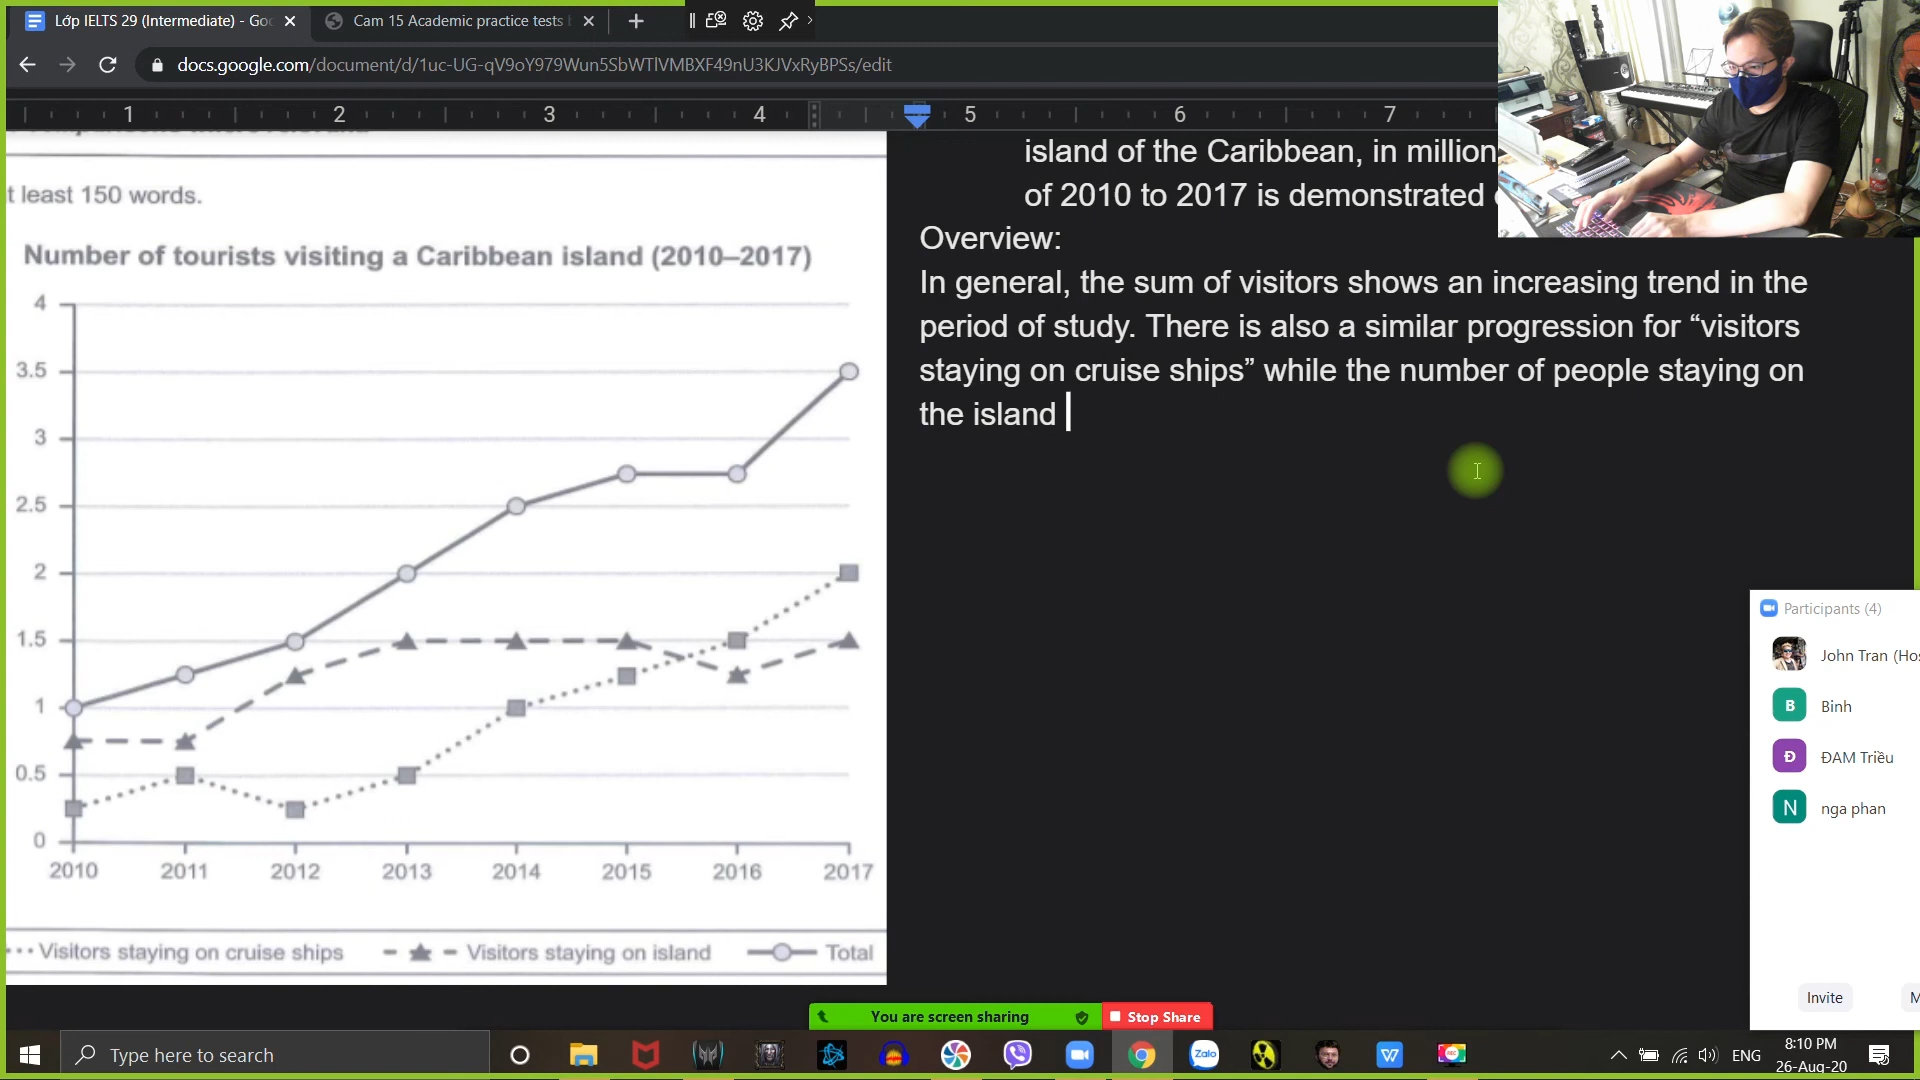 Lớp IELTS 29 (Intermediate) - Goo
Cam 15 Academic practice tests
docs.google.com/document/d/1uc-UG-qV9oY979Wun5SbWTlVMBXF49nU3KJVxRyBPSs/edit
1 2 3 4 5 6 7
t least 150 words.
Number of tourists visiting a Caribbean island (2010–2017)
4
3.5
3
2.5
2
1.5
1
0.5
0
2010 2011 2012 2013 2014 2015 2016 2017
Visitors staying on cruise ships Visitors staying on island Total
island of the Caribbean, in million
of 2010 to 2017 is demonstrated
Overview:
In general, the sum of visitors shows an increasing trend in the
period of study. There is also a similar progression for “visitors
staying on cruise ships” while the number of people staying on
the island
Participants (4)
John Tran (Hos
B Binh
Đ ĐAM Triều
N nga phan
Invite M
You are screen sharing Stop Share
Type here to search
Zalo
W
REC
ENG
8:10 PM
26-Aug-20